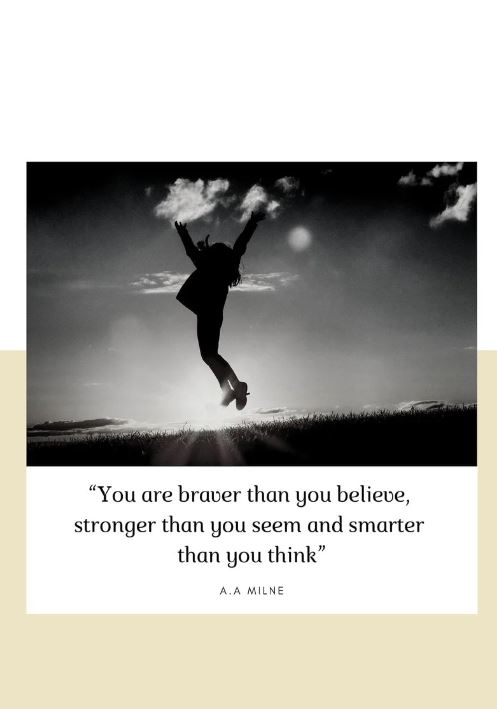 “You are braver than you believe,
stronger than you seem and smarter
than you think”
A.A MILNE